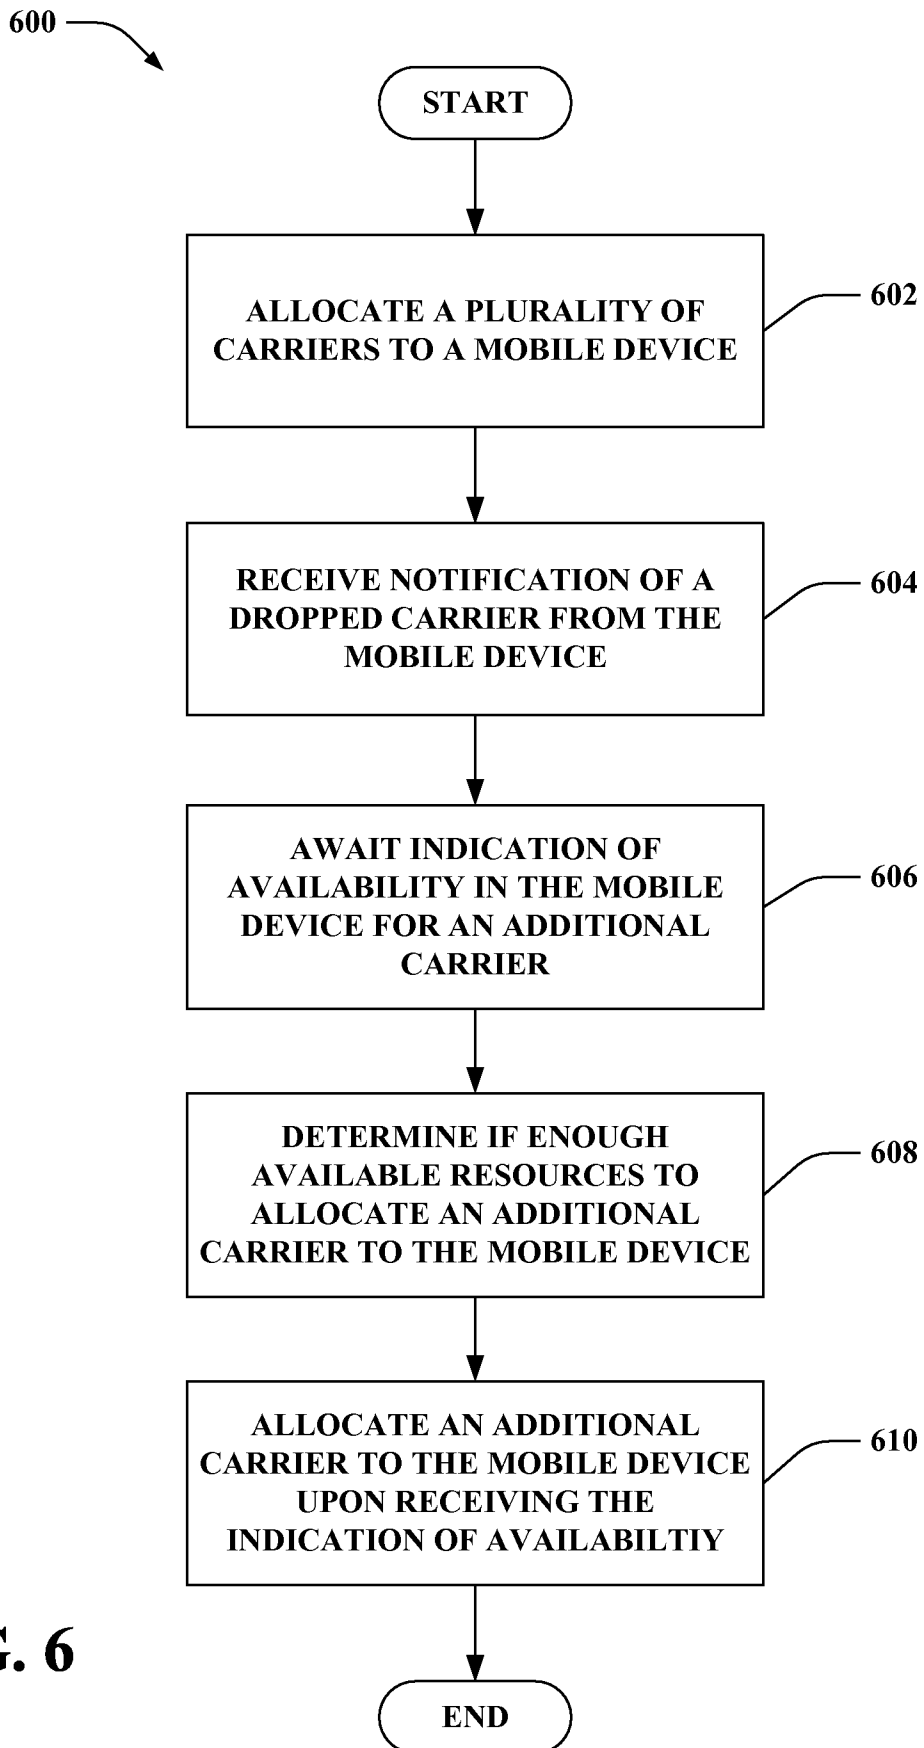 600
START
ALLOCATE A PLURALITY OF
CARRIERS TO A MOBILE DEVICE
602
RECEIVE NOTIFICATION OF A
DROPPED CARRIER FROM THE
MOBILE DEVICE
604
AWAIT INDICATION OF
AVAILABILITY IN THE MOBILE
DEVICE FOR AN ADDITIONAL
CARRIER
606
DETERMINE IF ENOUGH
AVAILABLE RESOURCES TO
ALLOCATE AN ADDITIONAL
CARRIER TO THE MOBILE DEVICE
608
ALLOCATE AN ADDITIONAL
CARRIER TO THE MOBILE DEVICE
UPON RECEIVING THE
INDICATION OF AVAILABILTIY
610
G. 6
END